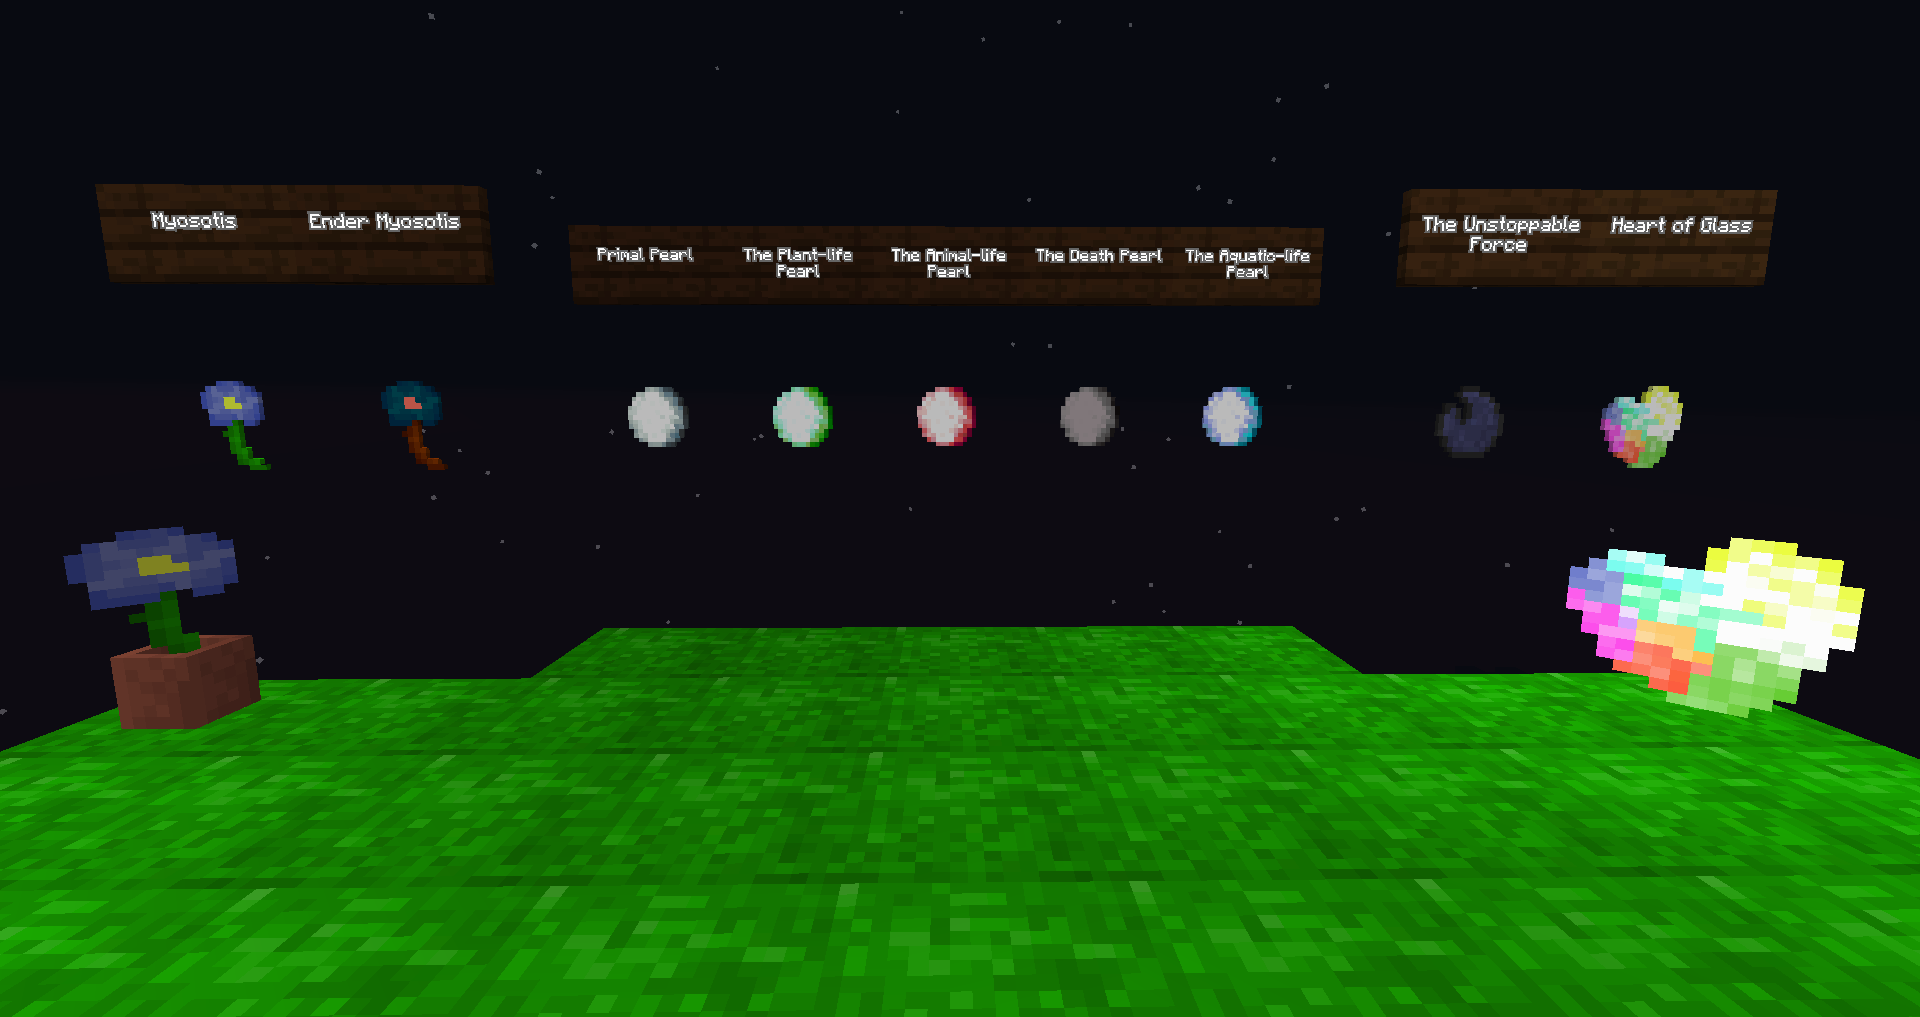 Myosotis
Ender Myosotis
Primal Pearl
The Plant-life
Pearl
The Animal-life
Pearl
The Death Pearl
The Aquatic-life
Pearl
The Unstoppable
Force
Heart of Glass